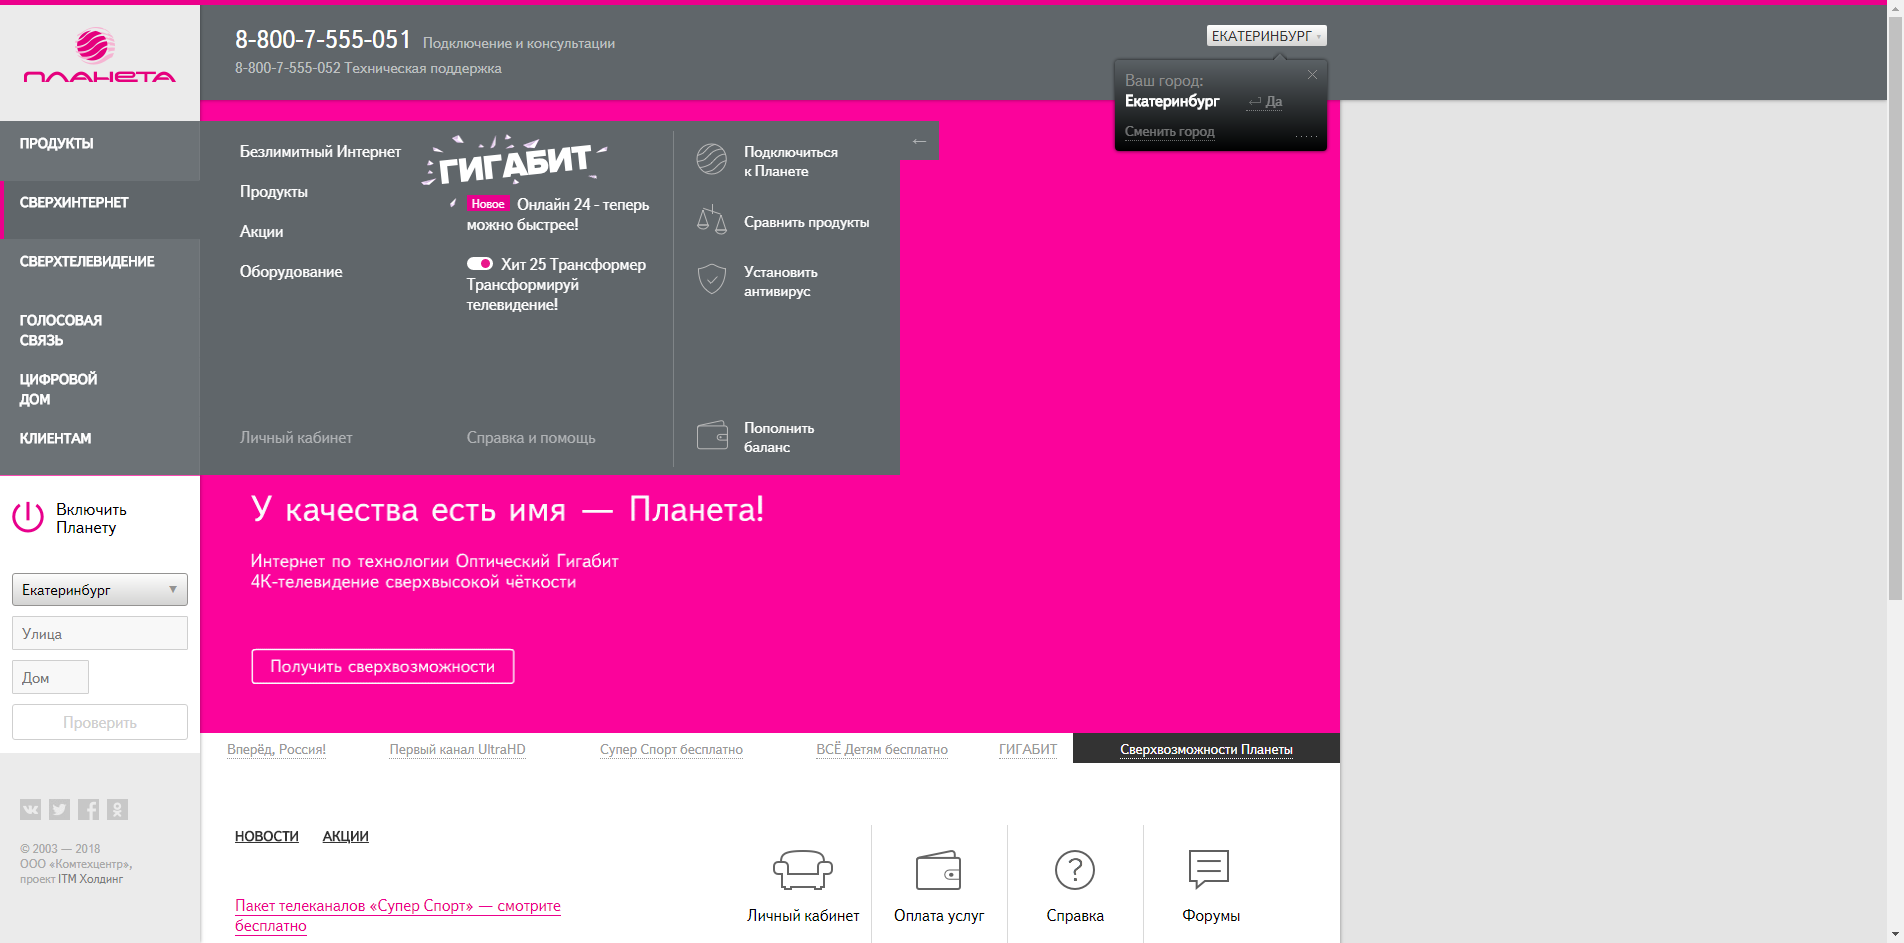 ПЛАНЕТА
8-800-7-555-051 Подключение и консультации
8-800-7-555-052 Техническая поддержка
ЕКАТЕРИНБУРГ
Ваш город:
Екатеринбург Да
Сменить город
ПРОДУКТЫ
СВЕРХИНТЕРНЕТ
СВЕРХТЕЛЕВИДЕНИЕ
ГОЛОСОВАЯ
СВЯЗЬ
ЦИФРОВОЙ
ДОМ
КЛИЕНТАМ
Безлимитный Интернет
Продукты
Акции
Оборудование
Личный кабинет
ГИГАБИТ
Новое Онлайн 24 - теперь
можно быстрее!
Хит 25 Трансформер
Трансформируй
телевидение!
Справка и помощь
←
Подключиться
к Планете
Сравнить продукты
Установить
антивирус
Пополнить
баланс
Включить
Планету
Екатеринбург
Улица
Дом
Проверить
У качества есть имя — Планета!
Интернет по технологии Оптический Гигабит
4К-телевидение сверхвысокой чёткости
Получить сверхвозможности
Вперёд, Россия! Первый канал UltraHD Супер Спорт бесплатно ВСЁ Детям бесплатно ГИГАБИТ Сверхвозможности Планеты
© 2003 — 2018
ООО «Комтехцентр»,
проект ITM Холдинг
НОВОСТИ АКЦИИ
Пакет телеканалов «Супер Спорт» — смотрите
бесплатно
Личный кабинет Оплата услуг Справка Форумы